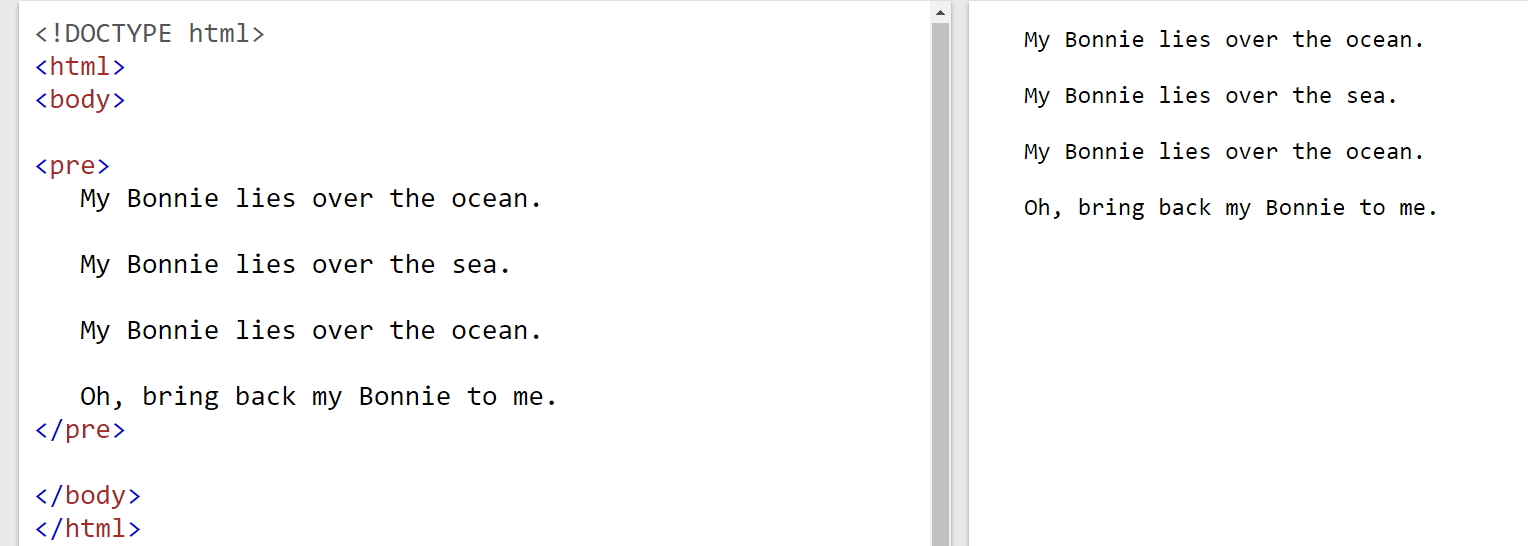 <!DOCTYPE html>
<html>
<body>
<pre>
My Bonnie lies over the ocean.
My Bonnie lies over the sea.
My Bonnie lies over the ocean.
Oh, bring back my Bonnie to me.
</pre>
</body>
</html>
My Bonnie lies over the ocean.
My Bonnie lies over the sea.
My Bonnie lies over the ocean.
Oh, bring back my Bonnie to me.